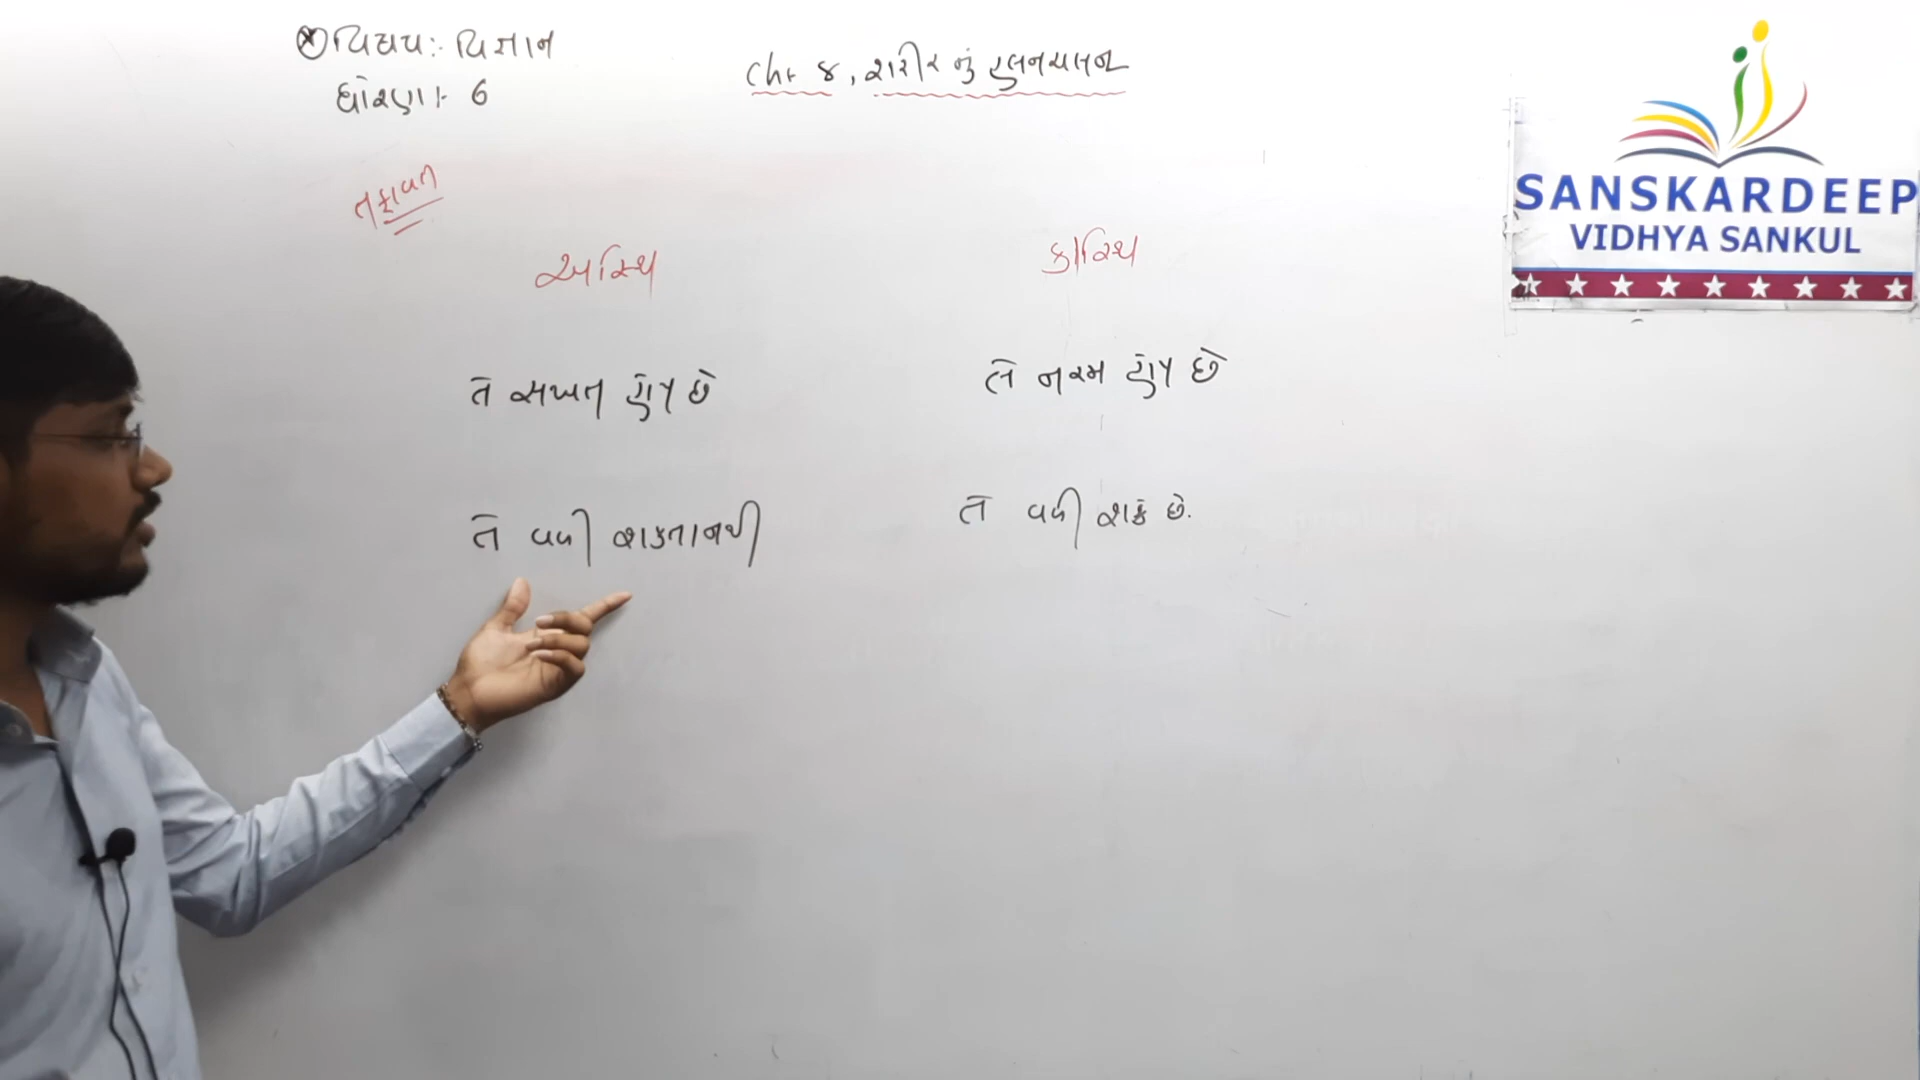 વિષય:- વિજ્ઞાન
ધોરણ:- 6
ch- 8, શરીર નું હલનચલન
તફાવત
અસ્થિ
કાસ્થિ
તે સખત હોય છે
તે નરમ હોય છે
તે વળી શકતા નથી
તે વળી શકે છે.
SANSKARDEEP
VIDHYA SANKUL